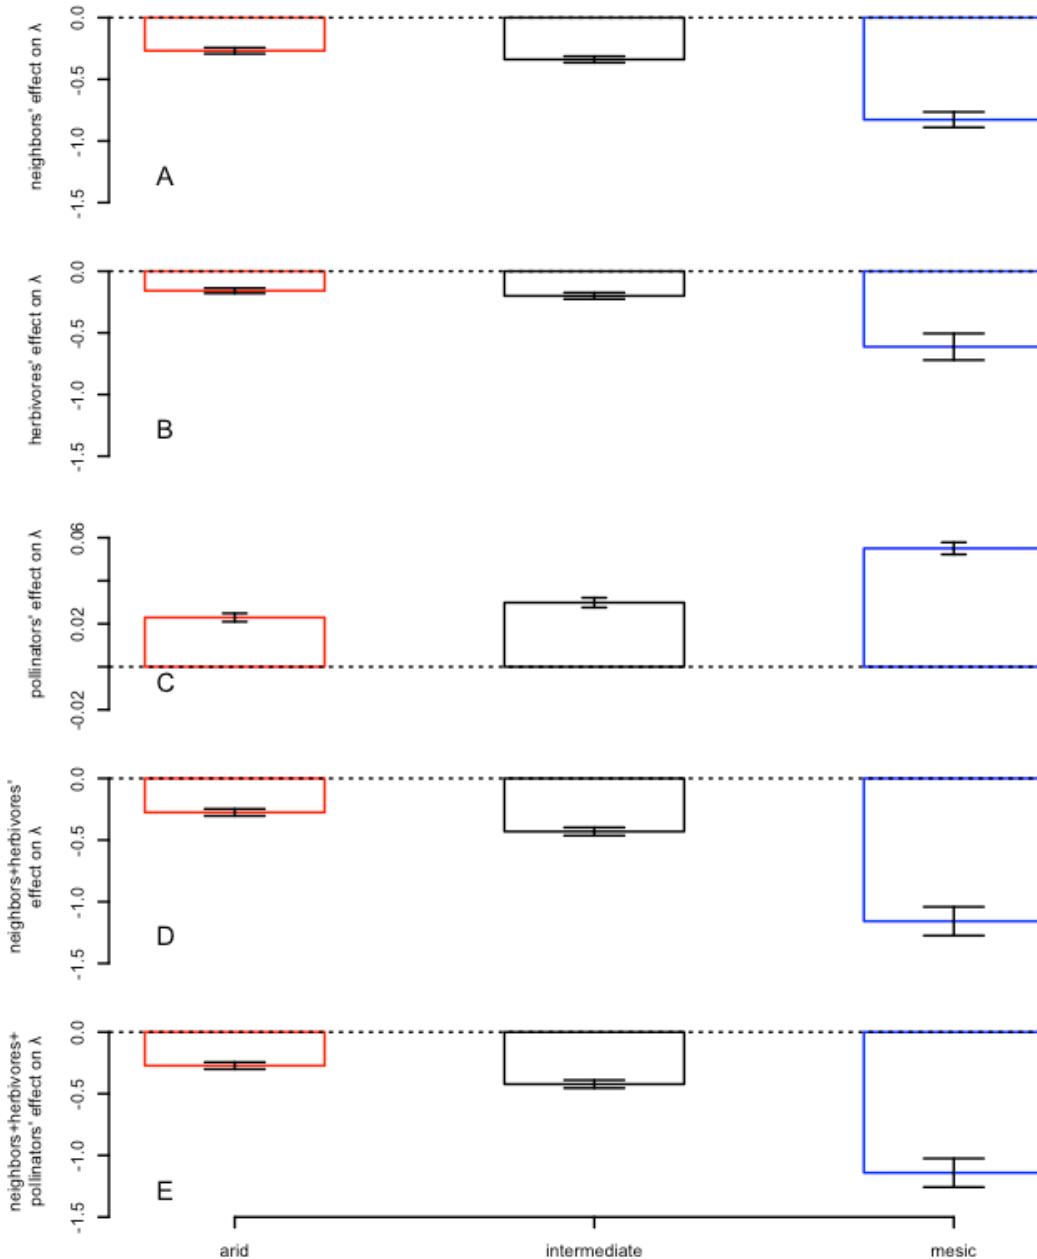 neighbors' effect on λ
0.0
-0.5
-1.0
-1.5
A
herbivores' effect on λ
0.0
-0.5
-1.0
-1.5
B
pollinators' effect on λ
0.06
0.02
-0.02
C
neighbors+herbivores'
effect on λ
0.0
-0.5
-1.0
-1.5
D
neighbors+herbivores+
pollinators' effect on λ
0.0
-0.5
-1.0
-1.5
E
arid intermediate mesic